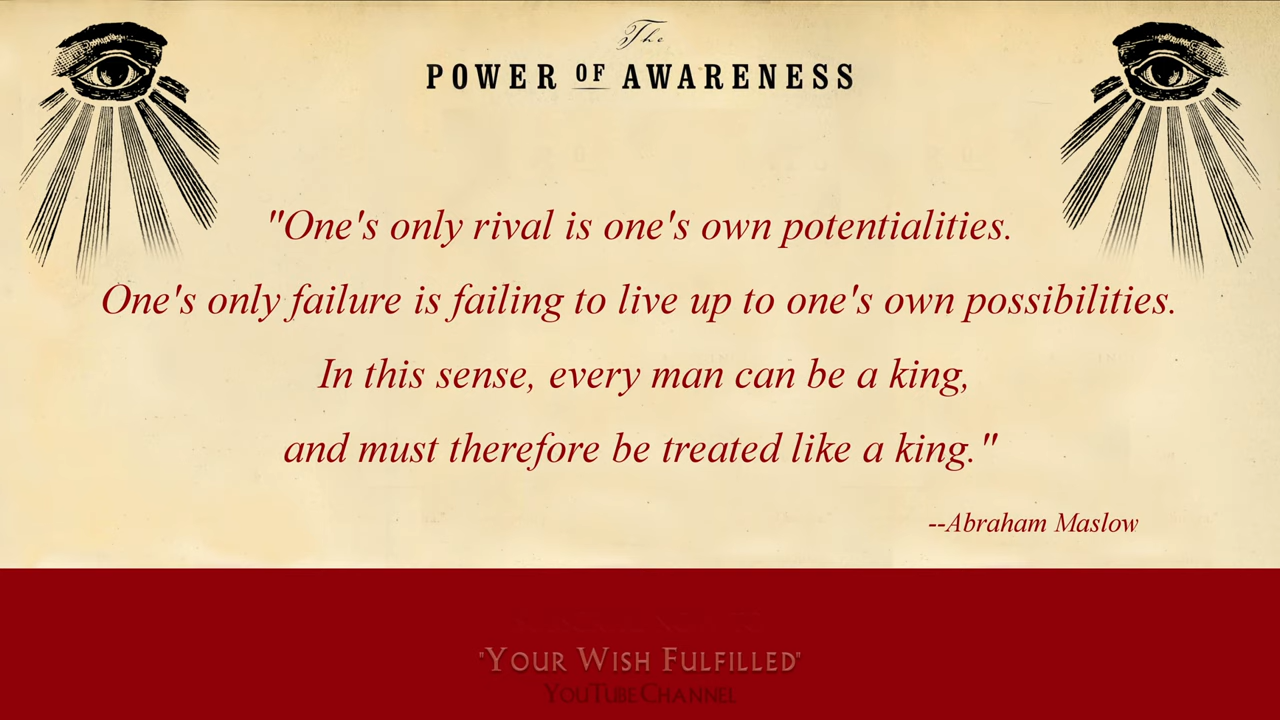 The
POWER OF AWARENESS
"One's only rival is one's own potentialities.
One's only failure is failing to live up to one's own possibilities.
In this sense, every man can be a king,
and must therefore be treated like a king."
--Abraham Maslow
"YOUR WISH FULFILLED"
YOUTUBE CHANNEL